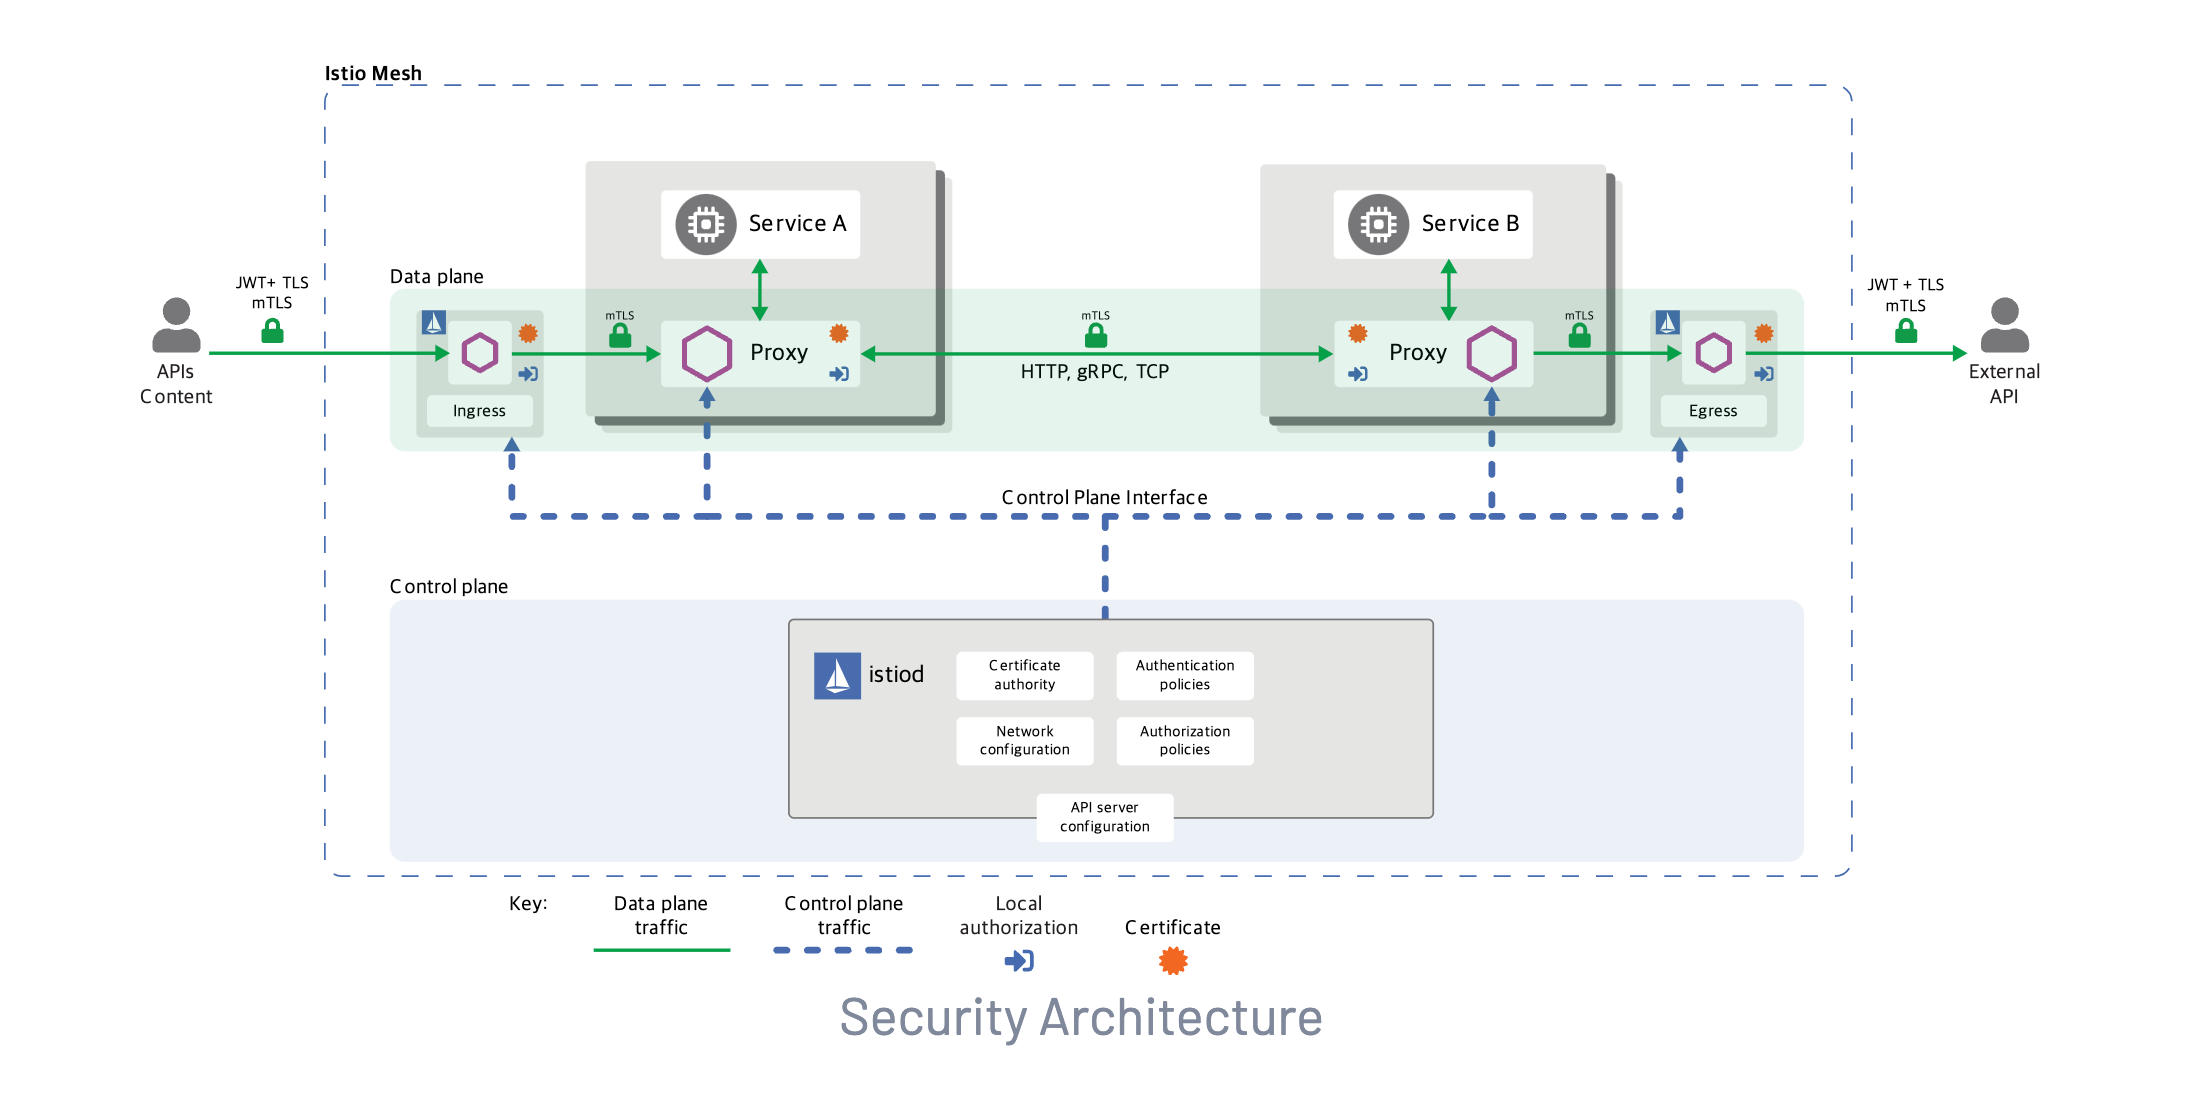 Istio Mesh
Service A
Service B
Data plane
JWT+ TLS
mTLS
JWT + TLS
mTLS
mTLS
mTLS
mTLS
Proxy
Proxy
HTTP, gRPC, TCP
APIs
Content
External
API
Ingress
Egress
Control Plane Interface
Control plane
istiod
Certificate
authority
Authentication
policies
Network
configuration
Authorization
policies
API server
configuration
Key:
Data plane
traffic
Control plane
traffic
Local
authorization
Certificate
Security Architecture